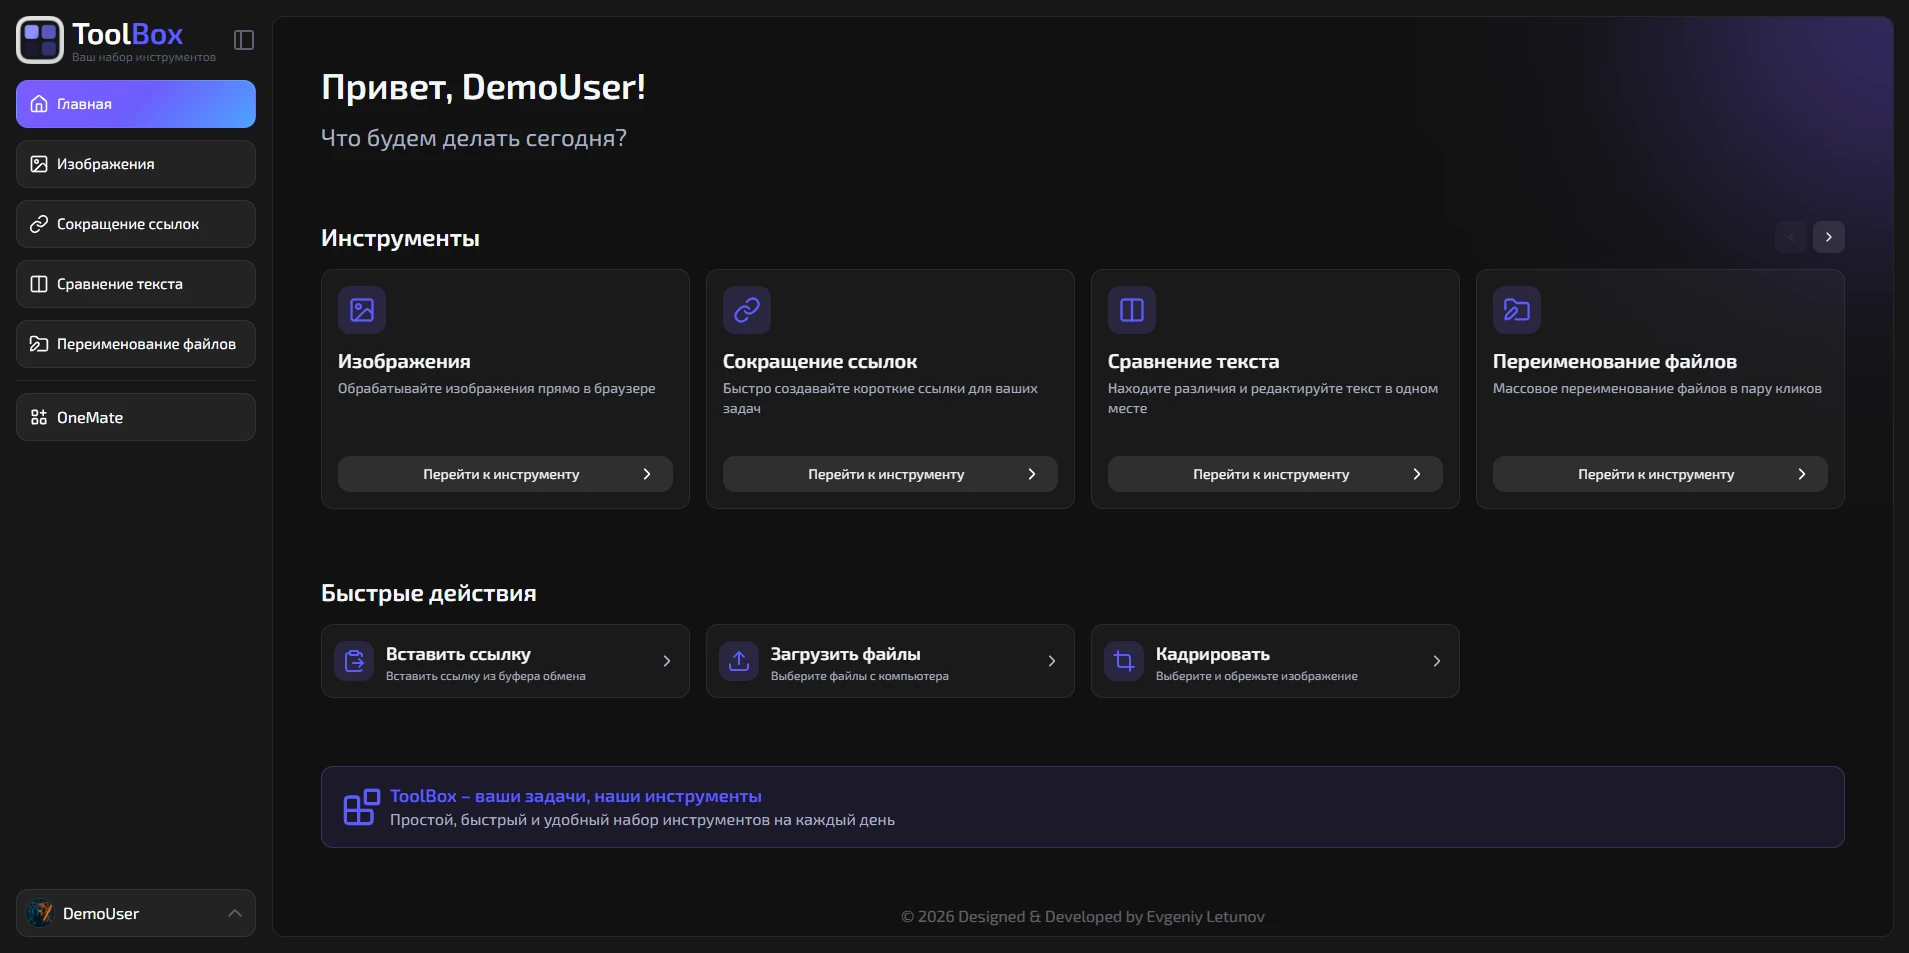 ToolBox
Ваш набор инструментов
Главная
Изображения
Сокращение ссылок
Сравнение текста
Переименование файлов
OneMate
DemoUser
Привет, DemoUser!
Что будем делать сегодня?
Инструменты
Изображения
Обрабатывайте изображения прямо в браузере
Перейти к инструменту
Сокращение ссылок
Быстро создавайте короткие ссылки для ваших
задач
Перейти к инструменту
Сравнение текста
Находите различия и редактируйте текст в одном
месте
Перейти к инструменту
Переименование файлов
Массовое переименование файлов в пару кликов
Перейти к инструменту
Быстрые действия
Вставить ссылку
Вставить ссылку из буфера обмена
Загрузить файлы
Выберите файлы с компьютера
Кадрировать
Выберите и обрежьте изображение
ToolBox – ваши задачи, наши инструменты
Простой, быстрый и удобный набор инструментов на каждый день
© 2026 Designed & Developed by Evgeniy Letunov